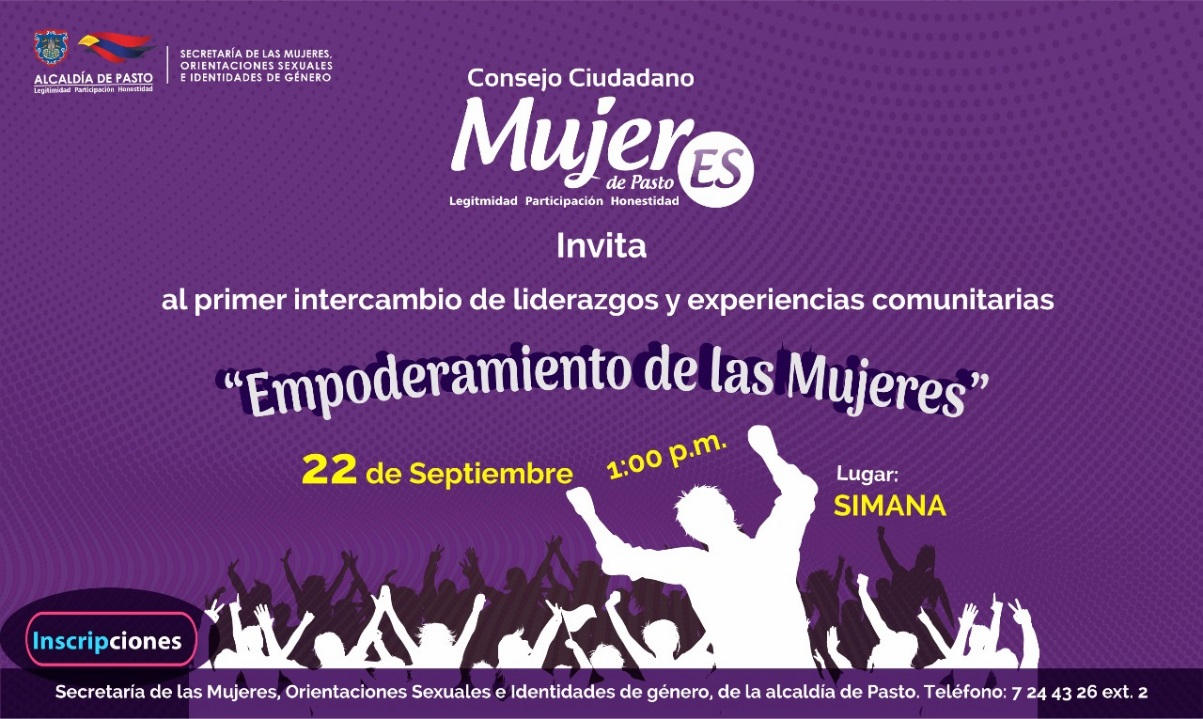 ALCALDÍA DE PASTO
Legitimidad Participación Honestidad
SECRETARÍA DE LAS MUJERES,
ORIENTACIONES SEXUALES
E IDENTIDADES DE GÉNERO
Consejo Ciudadano
MujerES
de Pasto
Legitmidad Participación Honestidad
Invita
al primer intercambio de liderazgos y experiencias comunitarias
“Empoderamiento de las Mujeres”
22 de Septiembre 1:00 p.m.
Lugar:
SIMANA
Inscripciones
Secretaría de las Mujeres, Orientaciones Sexuales e Identidades de género, de la alcaldía de Pasto. Teléfono: 7 24 43 26 ext. 2